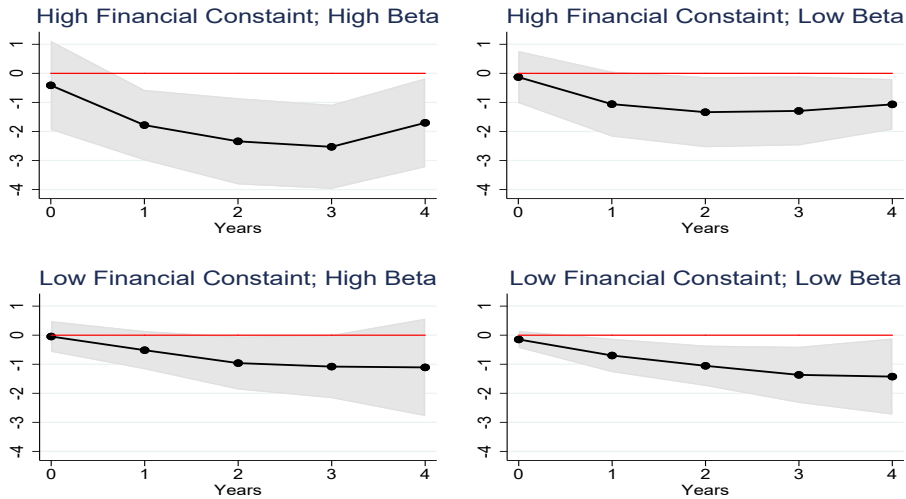 High Financial Constaint; High Beta
1
0
-1
-2
-3
-4
0 1 2 3 4
Years
High Financial Constaint; Low Beta
1
0
-1
-2
-3
-4
0 1 2 3 4
Years
Low Financial Constaint; High Beta
1
0
-1
-2
-3
-4
0 1 2 3 4
Years
Low Financial Constaint; Low Beta
1
0
-1
-2
-3
-4
0 1 2 3 4
Years